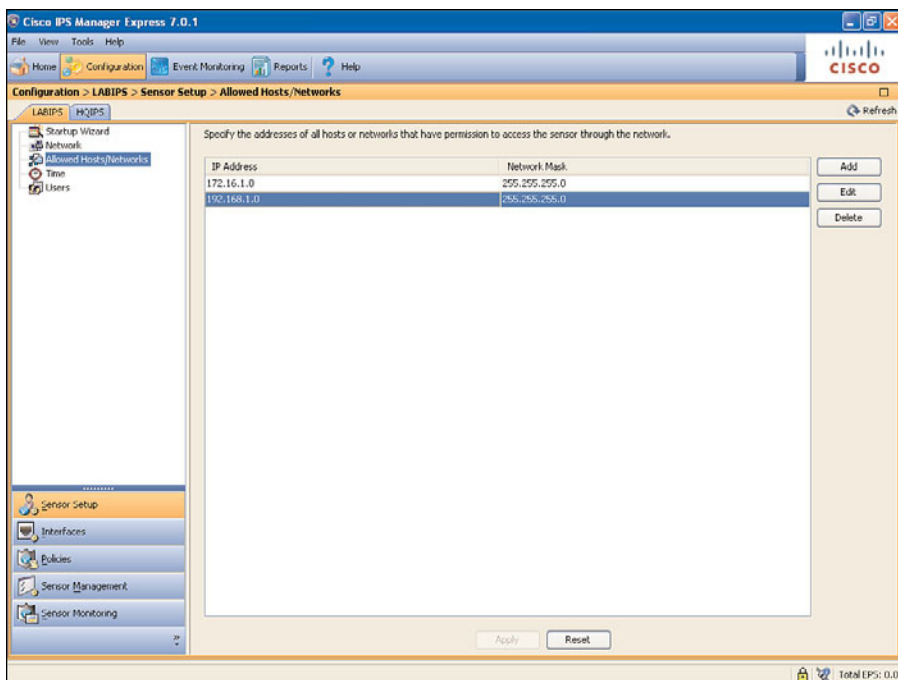 Cisco IPS Manager Express 7.0.1
File View Tools Help
Home Configuration Event Monitoring Reports Help
CISCO
Configuration > LABIPS > Sensor Setup > Allowed Hosts/Networks
LABIPS HQIPS
Refresh
Startup Wizard
Network
Allowed Hosts/Networks
Time
Users
Specify the addresses of all hosts or networks that have permission to access the sensor through the network.
IP Address Network Mask
172.16.1.0 255.255.255.0
192.168.1.0 255.255.255.0
Add
Edit
Delete
Sensor Setup
Interfaces
Policies
Sensor Management
Sensor Monitoring
Apply Reset
Total EPS: 0.0